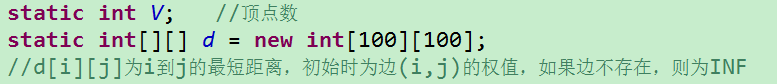 static int V;   //顶点数
static int[][] d = new int[100][100];
//d[i][j]为i到j的最短距离，初始时为边(i,j)的权值，如果边不存在，则为INF